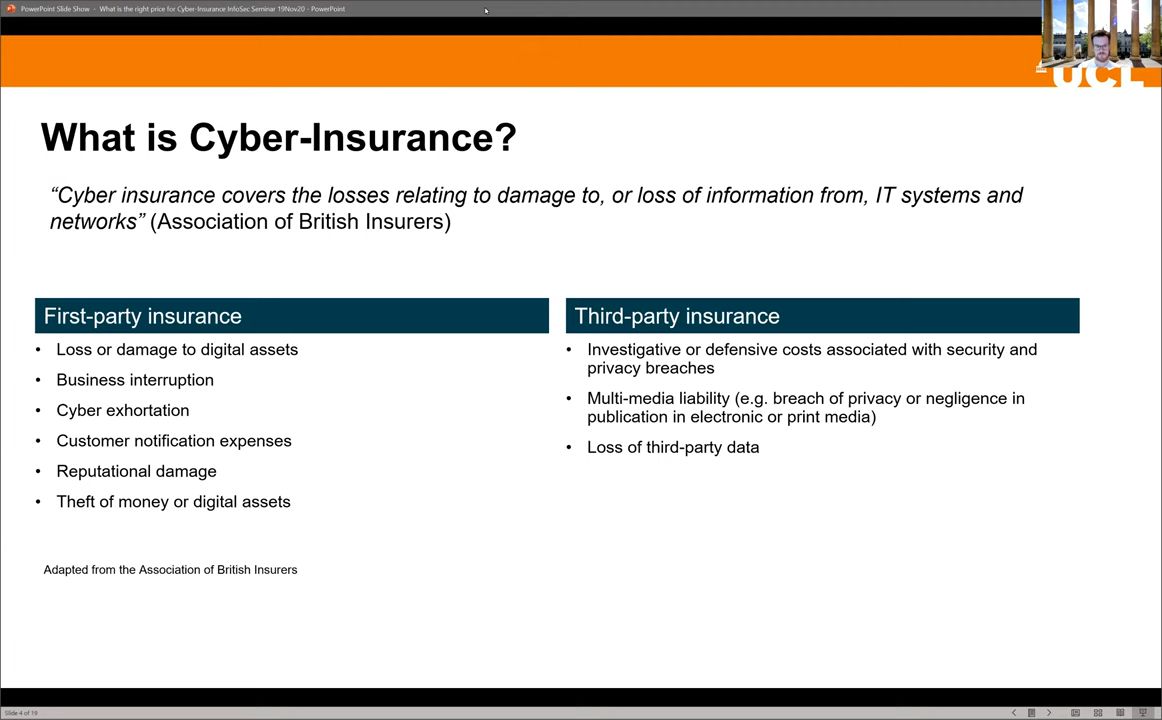 PowerPoint Slide Show - What is the right price for Cyber-Insurance InfoSec Seminar 19Nov20 - PowerPoint
UCL
What is Cyber-Insurance?
“Cyber insurance covers the losses relating to damage to, or loss of information from, IT systems and
networks” (Association of British Insurers)
First-party insurance
• Loss or damage to digital assets
• Business interruption
• Cyber exhortation
• Customer notification expenses
• Reputational damage
• Theft of money or digital assets
Third-party insurance
• Investigative or defensive costs associated with security and
privacy breaches
• Multi-media liability (e.g. breach of privacy or negligence in
publication in electronic or print media)
• Loss of third-party data
Adapted from the Association of British Insurers
Slide 4 of 19